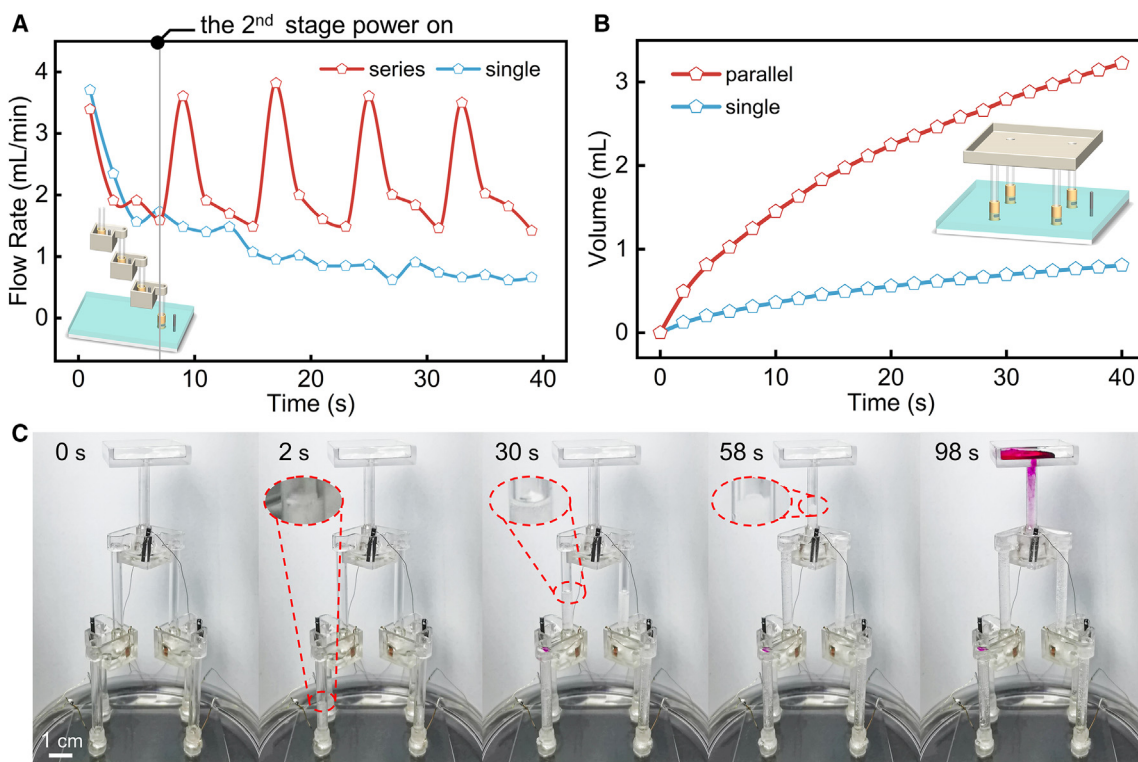 A
the 2nd stage power on
series
single
Flow Rate (mL/min)
4
3
2
1
0
0
10
20
30
40
Time (s)
B
parallel
single
Volume (mL)
3
2
1
0
0
10
20
30
40
Time (s)
C
0 s
2 s
30 s
58 s
98 s
1 cm